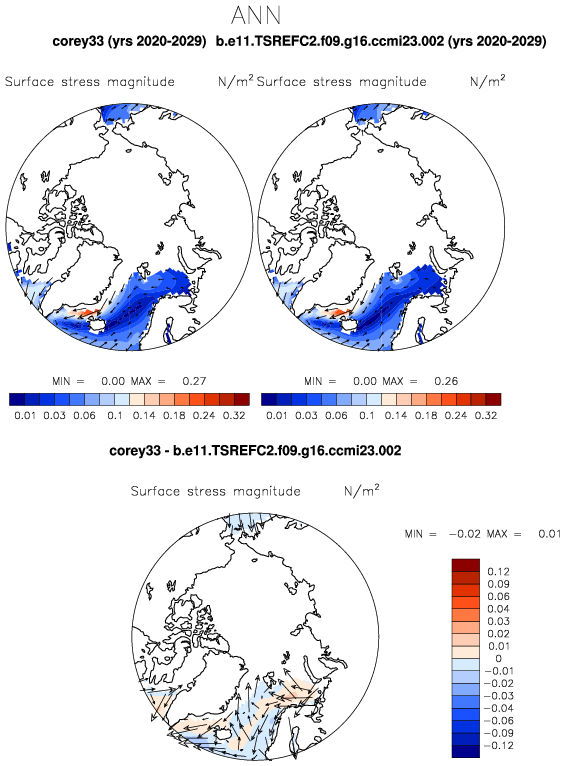 ANN
corey33 (yrs 2020-2029) b.e11.TSREFC2.f09.g16.ccmi23.002 (yrs 2020-2029)
Surface stress magnitude N/m² Surface stress magnitude N/m²
MIN = 0.00 MAX = 0.27 MIN = 0.00 MAX = 0.26
0.01 0.03 0.06 0.1 0.14 0.18 0.24 0.32 0.01 0.03 0.06 0.1 0.14 0.18 0.24 0.32
corey33 - b.e11.TSREFC2.f09.g16.ccmi23.002
Surface stress magnitude N/m²
MIN = −0.02 MAX = 0.01
0.12
0.09
0.06
0.04
0.03
0.02
0.01
0
−0.01
−0.02
−0.03
−0.04
−0.06
−0.09
−0.12